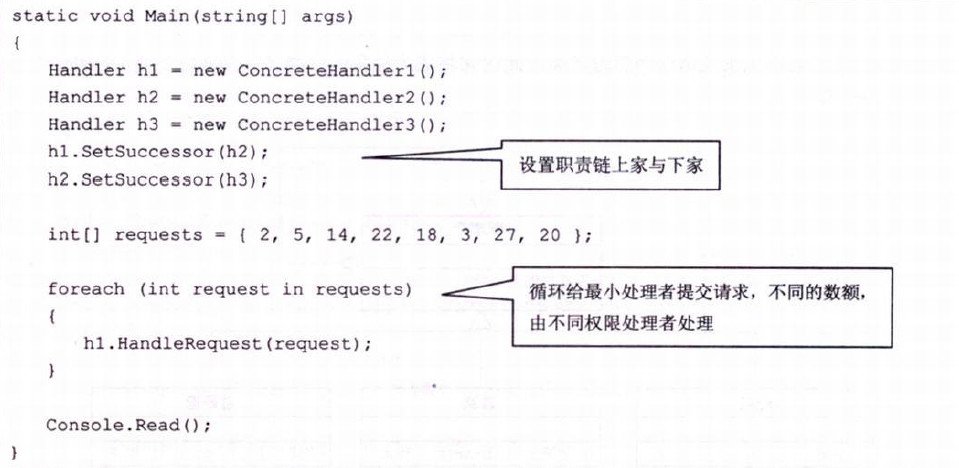 static void Main(string[] args)
{
Handler h1 = new ConcreteHandler1();
Handler h2 = new ConcreteHandler2();
Handler h3 = new ConcreteHandler3();
h1.SetSuccessor(h2);
设置职责链上家与下家
h2.SetSuccessor(h3);
int[] requests = { 2, 5, 14, 22, 18, 3, 27, 20 };
foreach (int request in requests)
循环给最小处理者提交请求，不同的数额，
由不同权限处理者处理
{
h1.HandleRequest(request);
}
Console.Read();
}